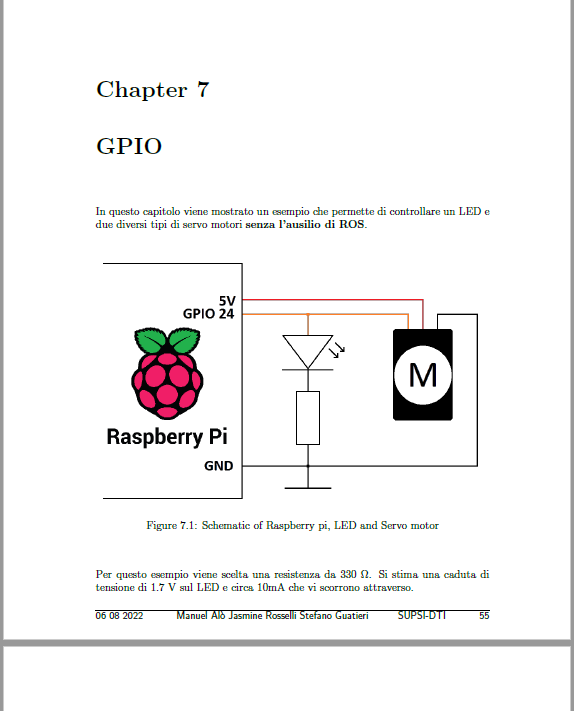 Chapter 7
GPIO
In questo capitolo viene mostrato un esempio che permette di controllare un LED e
due diversi tipi di servo motori senza l'ausilio di ROS.
5V
GPIO 24
M
Raspberry Pi
GND
Figure 7.1: Schematic of Raspberry pi, LED and Servo motor
Per questo esempio viene scelta una resistenza da 330 Ω. Si stima una caduta di
tensione di 1.7 V sul LED e circa 10mA che vi scorrono attraverso.
06 08 2022 Manuel Alò Jasmine Rosselli Stefano Guatieri SUPSI-DTI 55